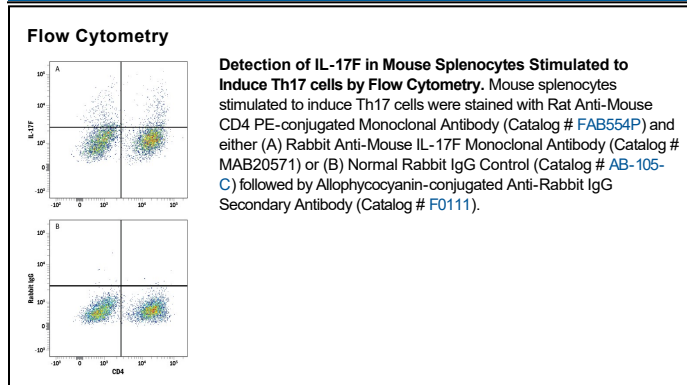 Flow Cytometry
A
IL-17F
CD4
B
Rabbit IgG
CD4
Detection of IL-17F in Mouse Splenocytes Stimulated to
Induce Th17 cells by Flow Cytometry. Mouse splenocytes
stimulated to induce Th17 cells were stained with Rat Anti-Mouse
CD4 PE-conjugated Monoclonal Antibody (Catalog # FAB554P) and
either (A) Rabbit Anti-Mouse IL-17F Monoclonal Antibody (Catalog #
MAB20571) or (B) Normal Rabbit IgG Control (Catalog # AB-105-
C) followed by Allophycocyanin-conjugated Anti-Rabbit IgG
Secondary Antibody (Catalog # F0111).